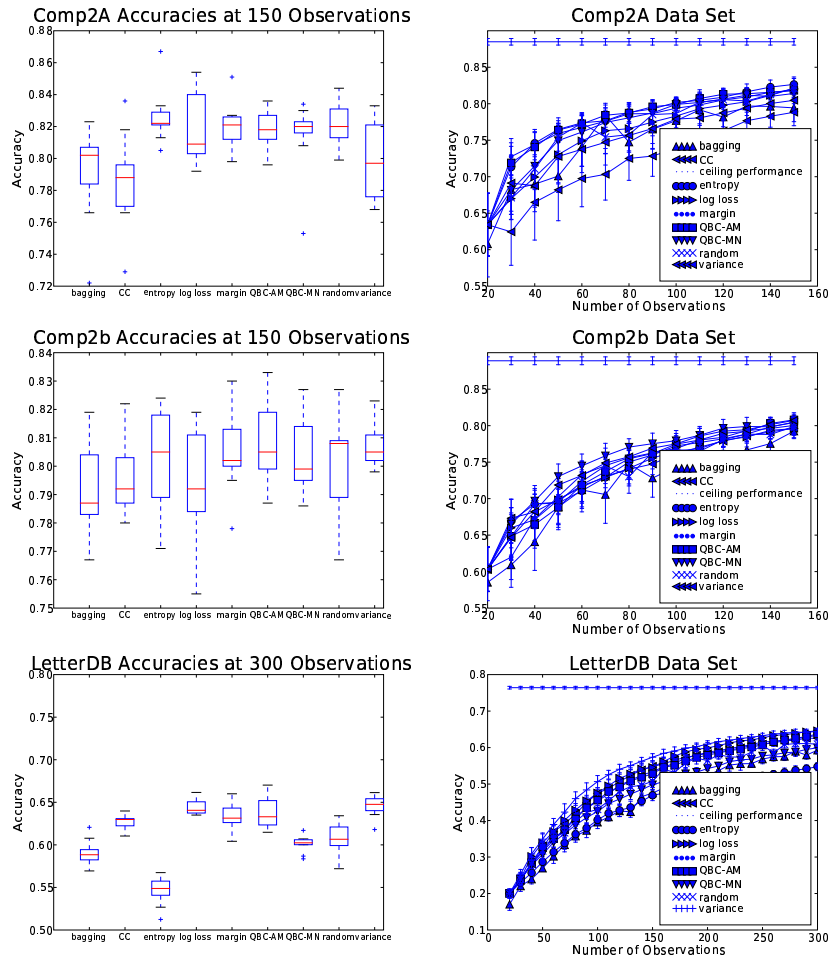 Comp2A Accuracies at 150 Observations
0.88
0.86
0.84
0.82
0.80
0.78
0.76
0.74
0.72
Accuracy
bagging CC entropy log loss margin QBC-AM QBC-MN random variance
Comp2A Data Set
0.85
0.80
0.75
0.70
0.65
0.60
0.55
Accuracy
bagging
CC
ceiling performance
entropy
log loss
margin
QBC-AM
QBC-MN
random
variance
20 40 60 80 100 120 140 160
Number of Observations
Comp2b Accuracies at 150 Observations
0.84
0.83
0.82
0.81
0.80
0.79
0.78
0.77
0.76
0.75
Accuracy
bagging CC entropy log loss margin QBC-AM QBC-MN random variance
Comp2b Data Set
0.85
0.80
0.75
0.70
0.65
0.60
0.55
Accuracy
bagging
CC
ceiling performance
entropy
log loss
margin
QBC-AM
QBC-MN
random
variance
20 40 60 80 100 120 140 160
Number of Observations
LetterDB Accuracies at 300 Observations
0.80
0.75
0.70
0.65
0.60
0.55
0.50
Accuracy
bagging CC entropy log loss margin QBC-AM QBC-MN random variance
LetterDB Data Set
0.8
0.7
0.6
0.5
0.4
0.3
0.2
0.1
Accuracy
bagging
CC
ceiling performance
entropy
log loss
margin
QBC-AM
QBC-MN
random
variance
0 50 100 150 200 250 300
Number of Observations